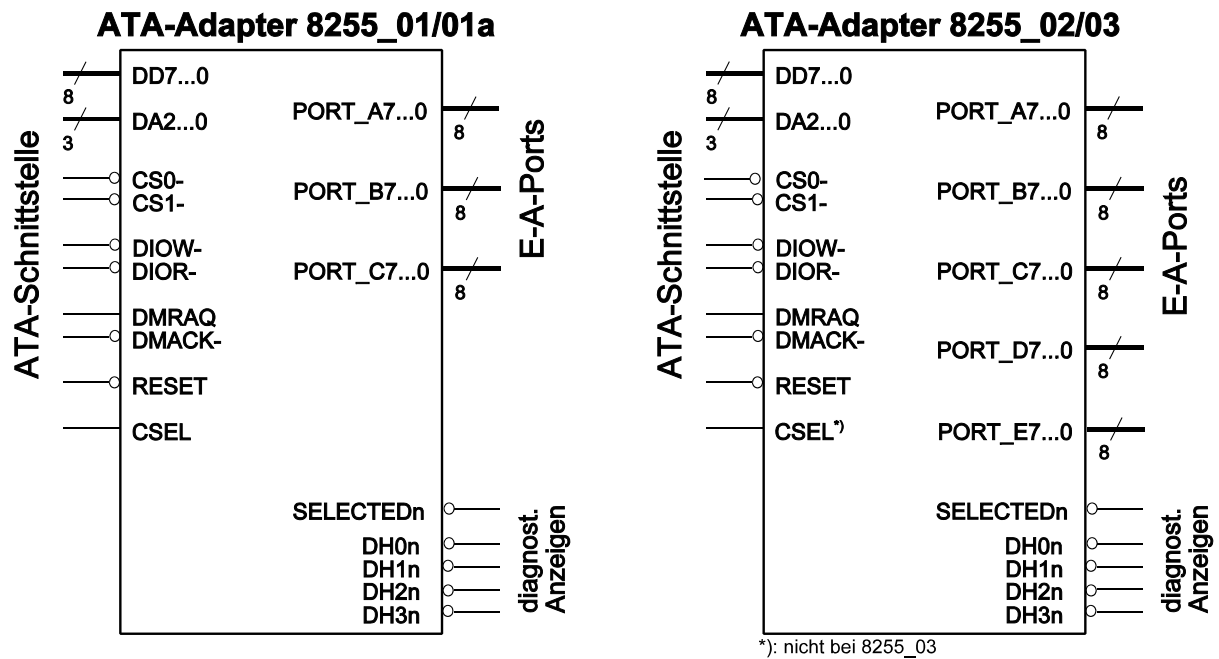 ATA-Adapter 8255_01/01a
ATA-Schnittstelle
DD7...0
8
DA2...0
3
CS0-
CS1-
DIOW-
DIOR-
DMRAQ
DMACK-
RESET
CSEL
PORT_A7...0
8
PORT_B7...0
8
PORT_C7...0
8
E-A-Ports
SELECTEDn
DH0n
DH1n
DH2n
DH3n
diagnost.
Anzeigen
ATA-Adapter 8255_02/03
ATA-Schnittstelle
DD7...0
8
DA2...0
3
CS0-
CS1-
DIOW-
DIOR-
DMRAQ
DMACK-
RESET
CSEL*)
PORT_A7...0
8
PORT_B7...0
8
PORT_C7...0
8
PORT_D7...0
8
PORT_E7...0
8
E-A-Ports
SELECTEDn
DH0n
DH1n
DH2n
DH3n
diagnost.
Anzeigen
*): nicht bei 8255_03